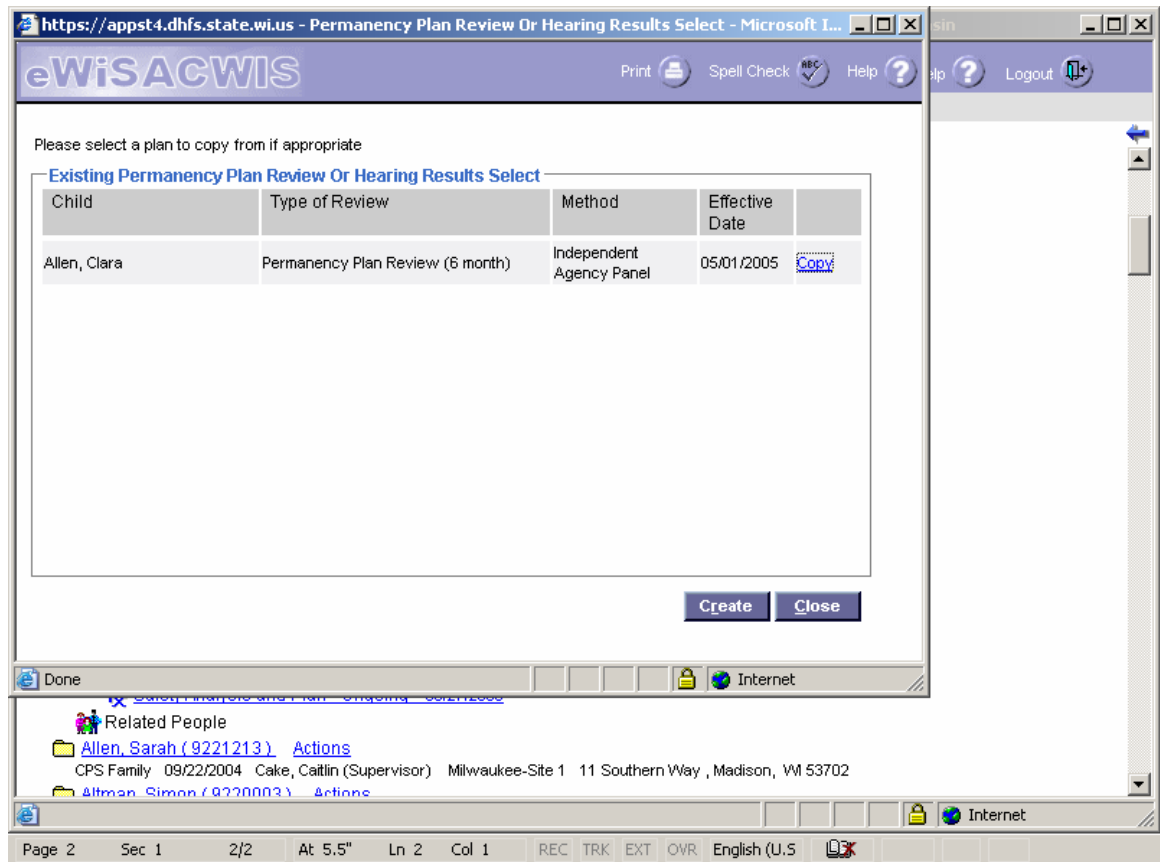 https://appst4.dhfs.state.wi.us - Permanency Plan Review Or Hearing Results Select - Microsoft I...
sin
eWiSACWIS
Print Spell Check ABC Help ? elp ? Logout
Please select a plan to copy from if appropriate
Existing Permanency Plan Review Or Hearing Results Select
Child Type of Review Method Effective Date
Allen, Clara Permanency Plan Review (6 month) Independent Agency Panel 05/01/2005 Copy
Create Close
Done Internet
Related People
Allen, Sarah ( 9221213 ) Actions
CPS Family 09/22/2004 Cake, Caitlin (Supervisor) Milwaukee-Site 1 11 Southern Way , Madison, WI 53702
Altman, Simon ( 9220003 ) Actions
Internet
Page 2 Sec 1 2/2 At 5.5" Ln 2 Col 1 REC TRK EXT OVR English (U.S